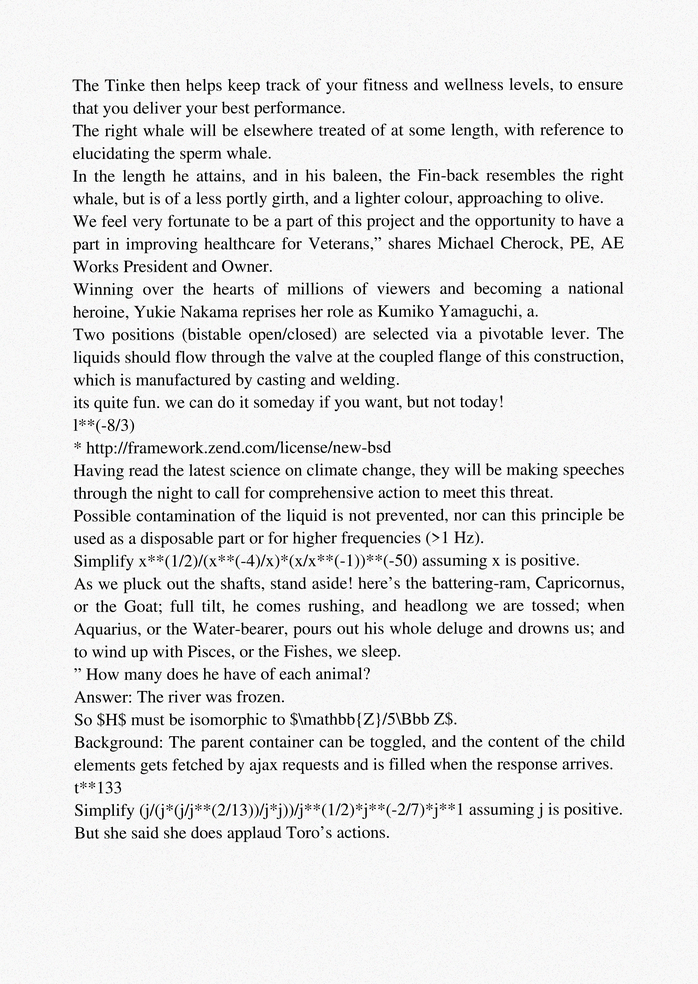 The Tinke then helps keep track of your fitness and wellness levels, to ensure
that you deliver your best performance.
The right whale will be elsewhere treated of at some length, with reference to
elucidating the sperm whale.
In the length he attains, and in his baleen, the Fin-back resembles the right
whale, but is of a less portly girth, and a lighter colour, approaching to olive.
We feel very fortunate to be a part of this project and the opportunity to have a
part in improving healthcare for Veterans,” shares Michael Cherock, PE, AE
Works President and Owner.
Winning over the hearts of millions of viewers and becoming a national
heroine, Yukie Nakama reprises her role as Kumiko Yamaguchi, a.
Two positions (bistable open/closed) are selected via a pivotable lever. The
liquids should flow through the valve at the coupled flange of this construction,
which is manufactured by casting and welding.
its quite fun. we can do it someday if you want, but not today!
l**(-8/3)
* http://framework.zend.com/license/new-bsd
Having read the latest science on climate change, they will be making speeches
through the night to call for comprehensive action to meet this threat.
Possible contamination of the liquid is not prevented, nor can this principle be
used as a disposable part or for higher frequencies (>1 Hz).
Simplify x**(1/2)/(x**(-4)/x)*(x/x**(-1))**(-50) assuming x is positive.
As we pluck out the shafts, stand aside! here’s the battering-ram, Capricornus,
or the Goat; full tilt, he comes rushing, and headlong we are tossed; when
Aquarius, or the Water-bearer, pours out his whole deluge and drowns us; and
to wind up with Pisces, or the Fishes, we sleep.
” How many does he have of each animal?
Answer: The river was frozen.
So $H$ must be isomorphic to $\mathbb{Z}/5\Bbb Z$.
Background: The parent container can be toggled, and the content of the child
elements gets fetched by ajax requests and is filled when the response arrives.
t**133
Simplify (j/(j*(j/j**(2/13))/j*j))/j**(1/2)*j**(-2/7)*j**1 assuming j is positive.
But she said she does applaud Toro’s actions.